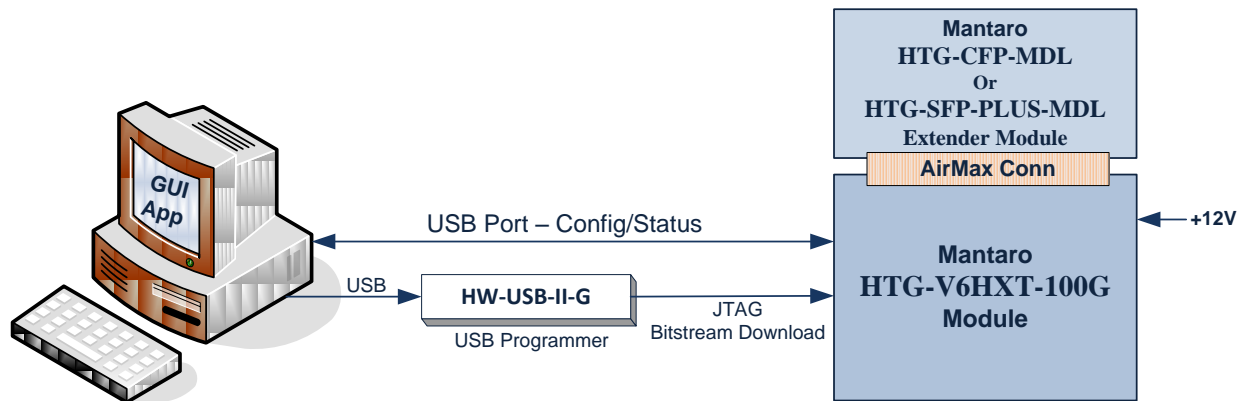 Mantaro
HTG-CFP-MDL
Or
HTG-SFP-PLUS-MDL
Extender Module
AirMax Conn
GUI
App
USB Port – Config/Status
+12V
Mantaro
HTG-V6HXT-100G
Module
USB
HW-USB-II-G
USB Programmer
JTAG
Bitstream Download